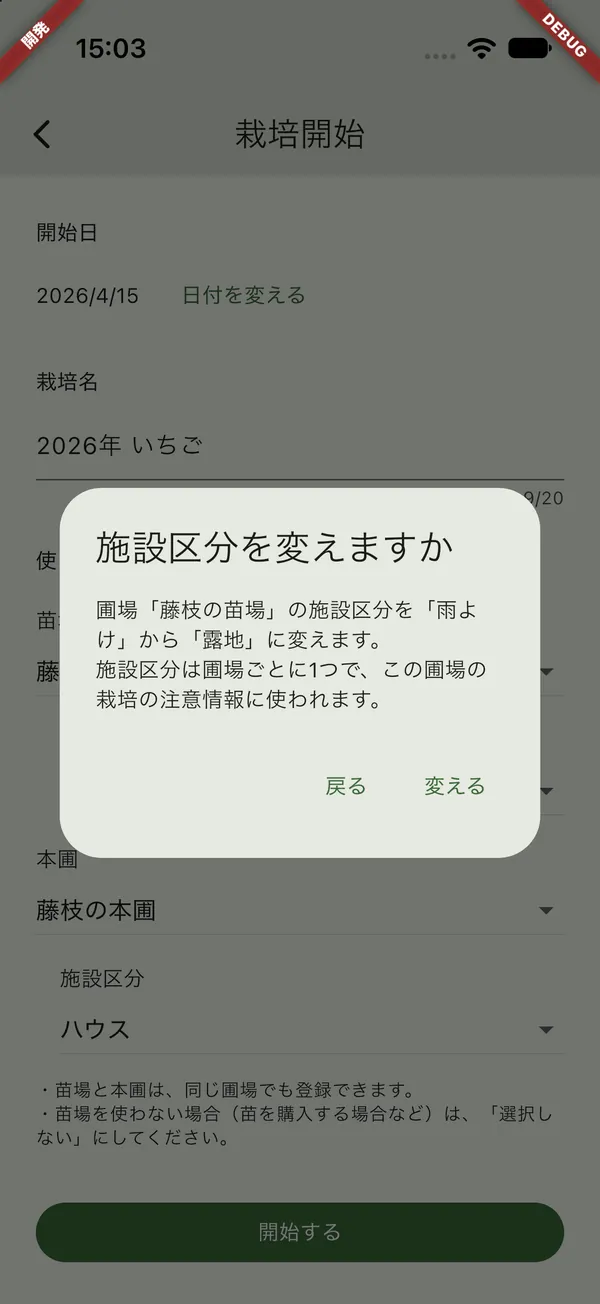 開発
DEBUG
15:03
栽培開始
開始日
2026/4/15 日付を変える
栽培名
2026年 いちご
9/20
使
苗
藤
施設区分を変えますか
圃場「藤枝の苗場」の施設区分を「雨よ
け」から「露地」に変えます。
施設区分は圃場ごとに1つで、この圃場の
栽培の注意情報に使われます。
戻る 変える
本圃
藤枝の本圃
施設区分
ハウス
・苗場と本圃は、同じ圃場でも登録できます。
・苗場を使わない場合（苗を購入する場合など）は、「選択し
ない」にしてください。
開始する